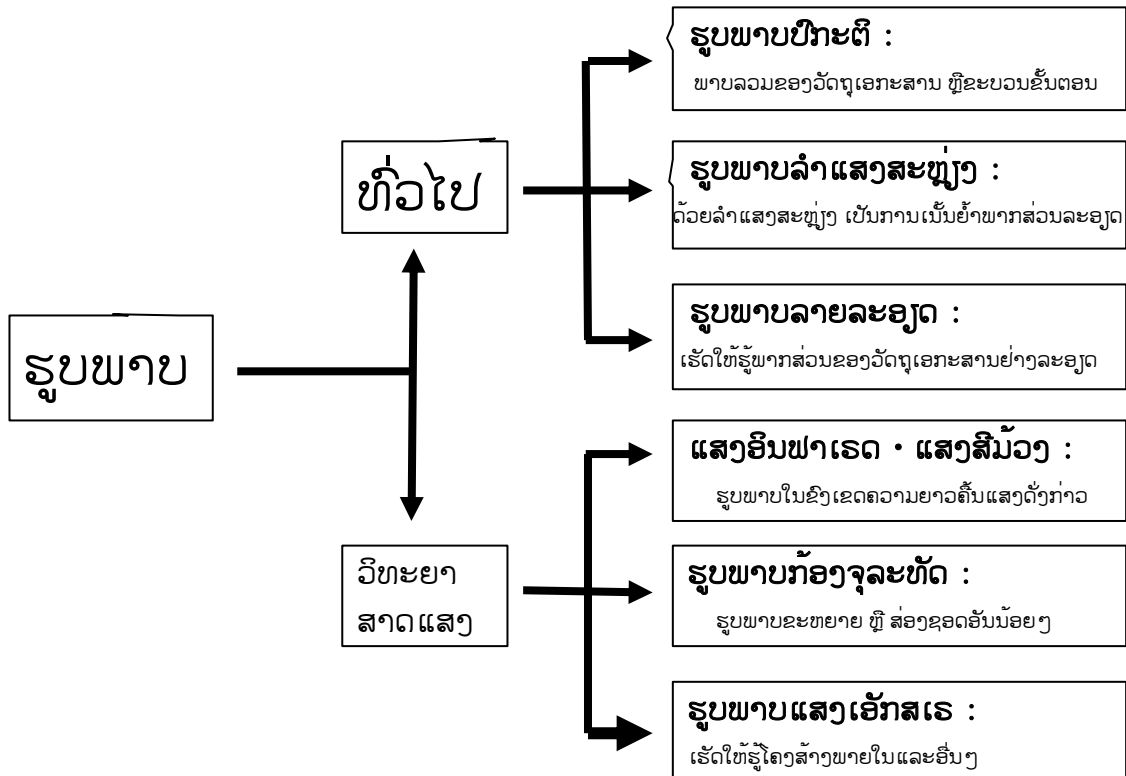 ຮູບພາບ
ທົ່ວໄປ
ຮູບພາບປົກະຕິ :
ພາບລວມຂອງວັດຖຸເອກະສານ ຫຼືຂະບວນຂັ້ນຕອນ
ຮູບພາບລຳແສງສະຫຼ່ຽງ :
ດ້ວຍລຳແສງສະຫຼ່ຽງ ເປັນການເນັ້ນຍ້ຳພາກສ່ວນລະອຽດ
ຮູບພາບລາຍລະອຽດ :
ເຮັດໃຫ້ຮູ້ພາກສ່ວນຂອງວັດຖຸເອກະສານຢ່າງລະອຽດ
ວິທະຍາ
ສາດແສງ
ແສງອິນຟາເຣດ・ແສງສີມ້ວງ :
ຮູບພາບໃນຂົງເຂດຄວາມຍາວຄື້ນແສງດັ່ງກ່າວ
ຮູບພາບກ້ອງຈຸລະທັດ :
ຮູບພາບຂະຫຍາຍ ຫຼື ສ່ອງຊອດອັນນ້ອຍໆ
ຮູບພາບແສງເອັກສເຣ :
ເຮັດໃຫ້ຮູ້ໂຄງສ້າງພາຍໃນແລະອື່ນໆ